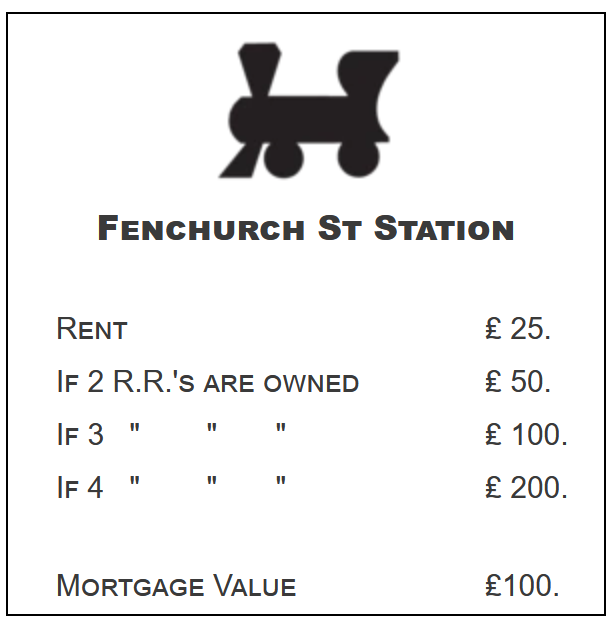 Fenchurch St Station
Rent £ 25.
If 2 R.R.'s are owned £ 50.
If 3 " " " £ 100.
If 4 " " " £ 200.
Mortgage Value £100.